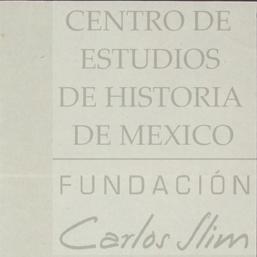 CENTRO DE
ESTUDIOS
DE HISTORIA
DE MEXICO
FUNDACIÓN
Carlos Slim